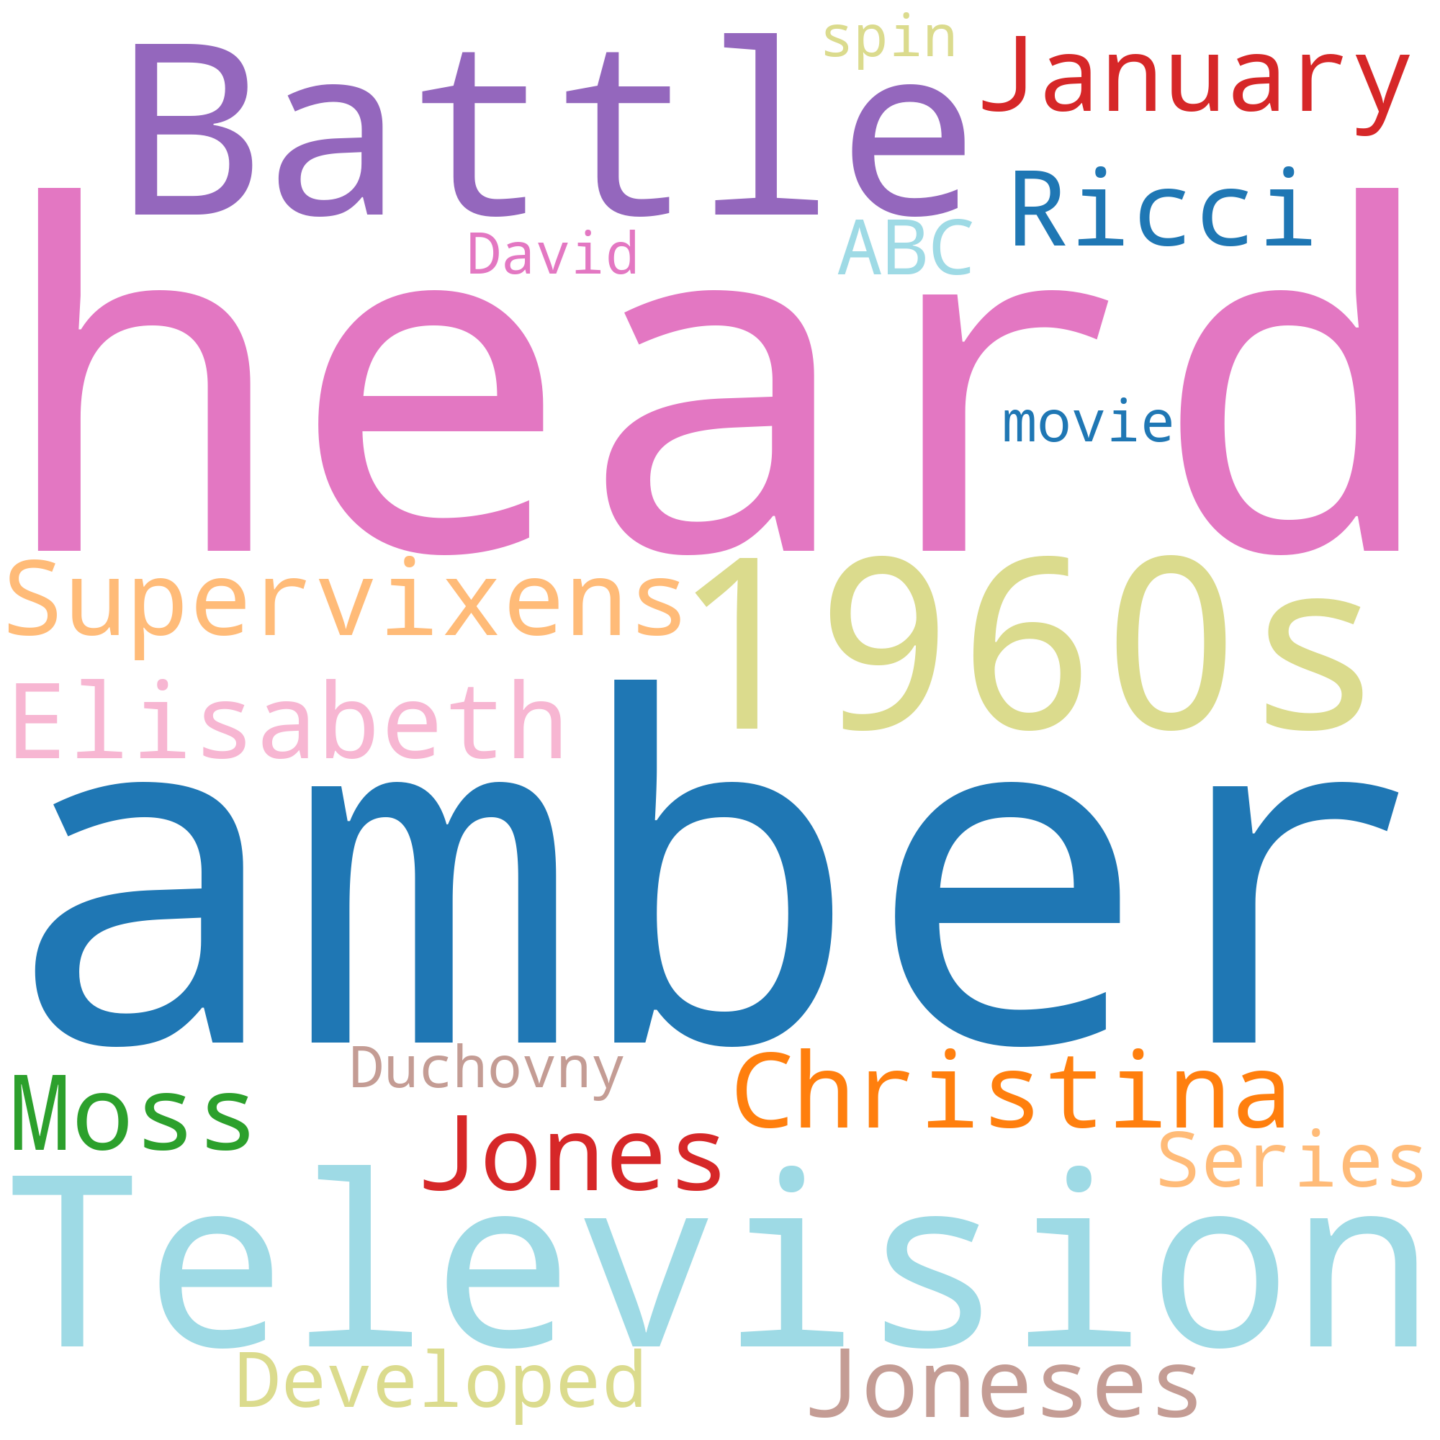 spin
January
Battle
Ricci
David
ABC
heard
movie
Supervixens
1960s
Elisabeth
amber
Duchovny
Christina
Moss
Jones
Series
Television
Developed
Joneses